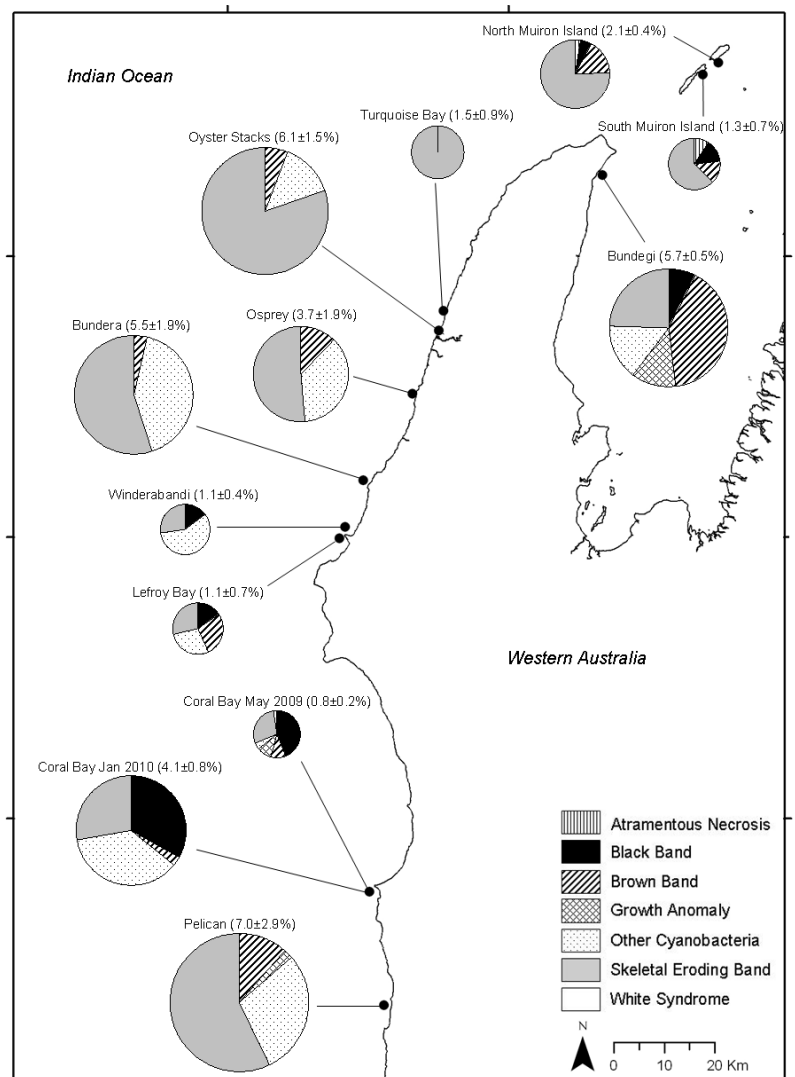 North Muiron Island (2.1±0.4%)
Indian Ocean
Turquoise Bay (1.5±0.9%)
South Muiron Island (1.3±0.7%)
Oyster Stacks (6.1±1.5%)
Bundegi (5.7±0.5%)
Osprey (3.7±1.9%)
Bundera (5.5±1.9%)
Winderabandi (1.1±0.4%)
Lefroy Bay (1.1±0.7%)
Western Australia
Coral Bay May 2009 (0.8±0.2%)
Coral Bay Jan 2010 (4.1±0.8%)
Pelican (7.0±2.9%)
Atramentous Necrosis
Black Band
Brown Band
Growth Anomaly
Other Cyanobacteria
Skeletal Eroding Band
White Syndrome
N
0 10 20 Km